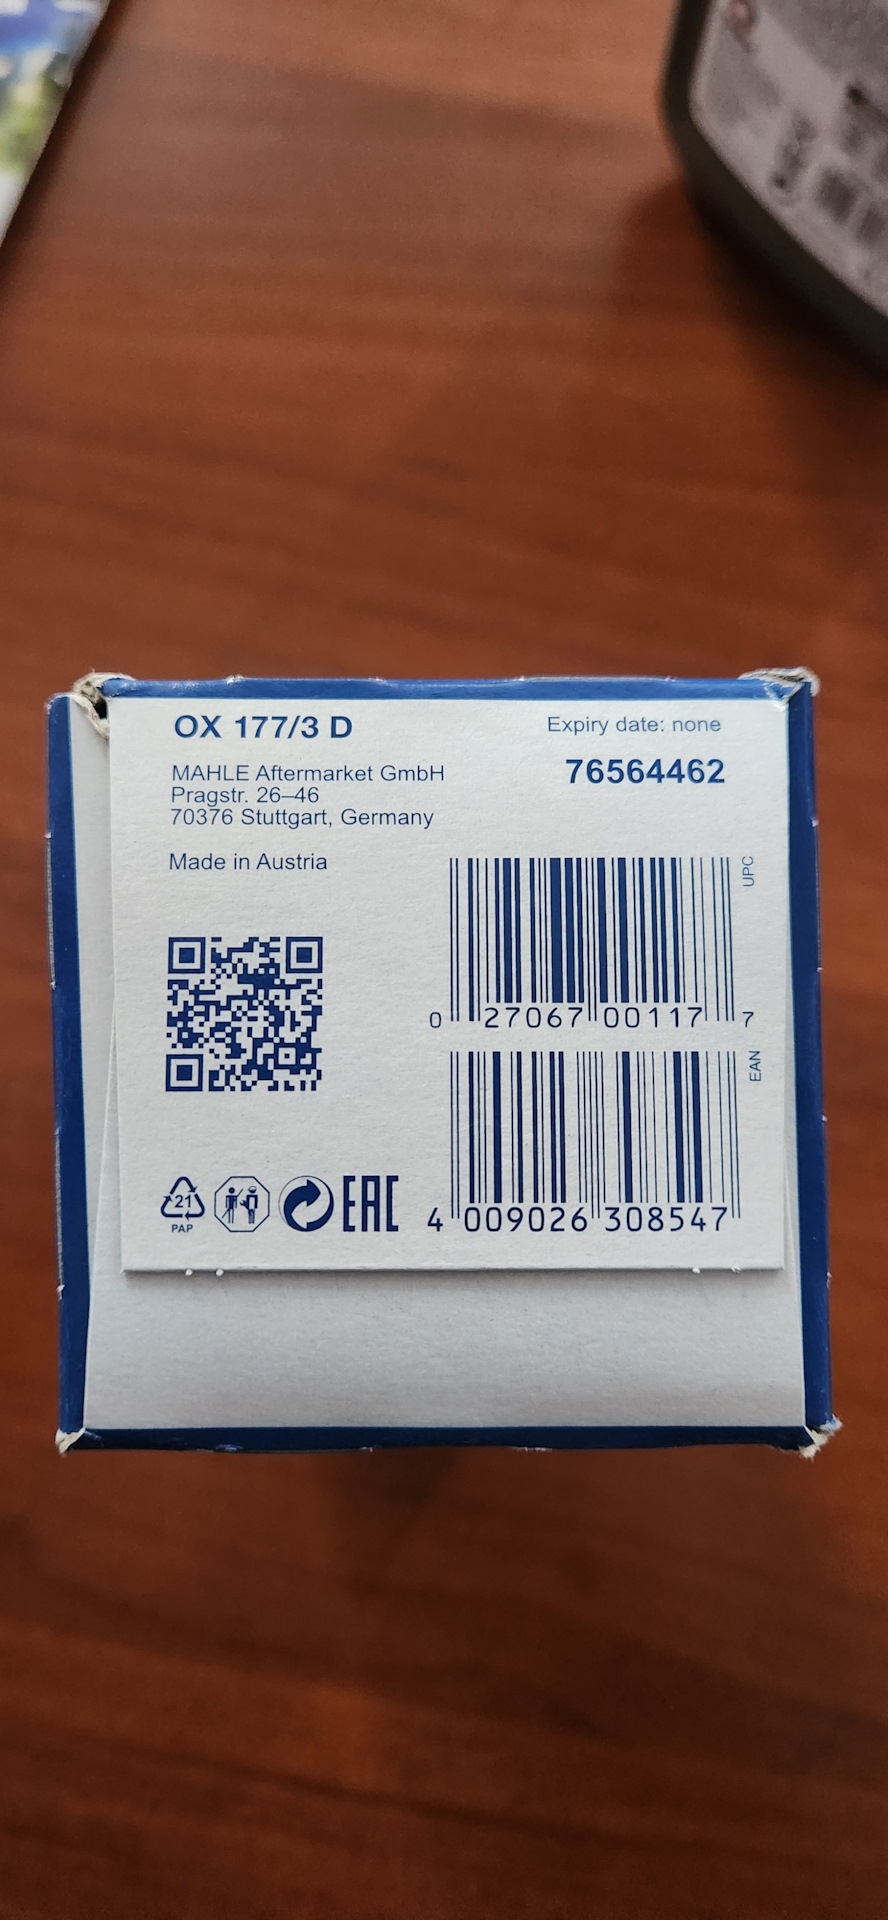 OX 177/3 D
Expiry date: none
76564462
MAHLE Aftermarket GmbH
Pragstr. 26–46
70376 Stuttgart, Germany
Made in Austria
UPC
0 27067 00117 7
EAN
4 009026 308547
21
PAP
EAC